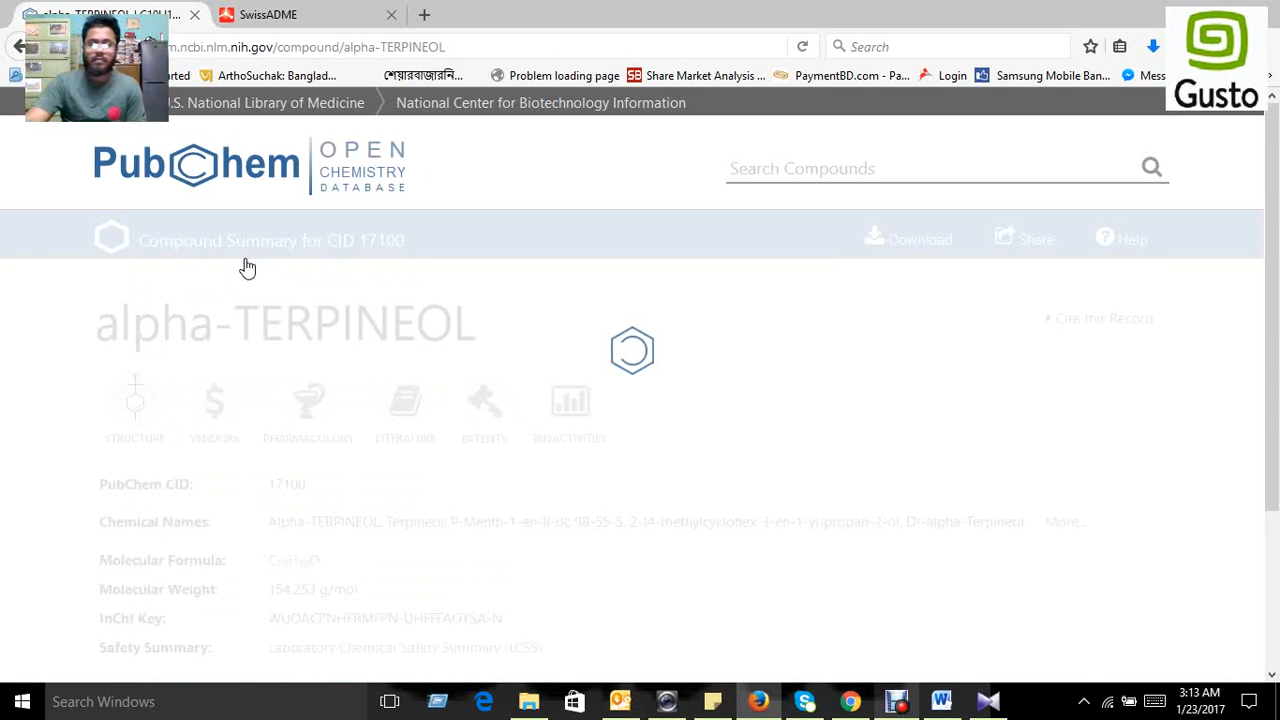 alpha-TERPINEOL | C10H1
SwissADME
m.ncbi.nlm.nih.gov/compound/alpha-TERPINEOL
Search
arted
ArthoSuchak: Banglad...
শেয়ারবাজারনি...
Problem loading page
Share Market Analysis ...
PaymentBD.com - Pa...
Login
Samsung Mobile Ban...
Mess
Gusto
U.S. National Library of Medicine
National Center for Biotechnology Information
PubChem
OPEN
CHEMISTRY
DATABASE
Search Compounds
Compound Summary for CID 17100
Download
Share
Help
alpha-TERPINEOL
Cite this Record
STRUCTURE
VENDORS
PHARMACOLOGY
LITERATURE
PATENTS
BIOACTIVITIES
PubChem CID: 17100
Chemical Names: Alpha-TERPINEOL; Terpineol; P-Menth-1-en-8-ol; 98-55-5; 2-(4-methylcyclohex-3-en-1-yl)propan-2-ol; Dl-alpha-Terpineol More...
Molecular Formula:
Molecular Weight: 154.253 g/mol
InChI Key: WUOACPNHFRMFPN-UHFFFAOYSA-N
Safety Summary: Laboratory Chemical Safety Summary (LCSS)
Search Windows
3:13 AM
1/23/2017